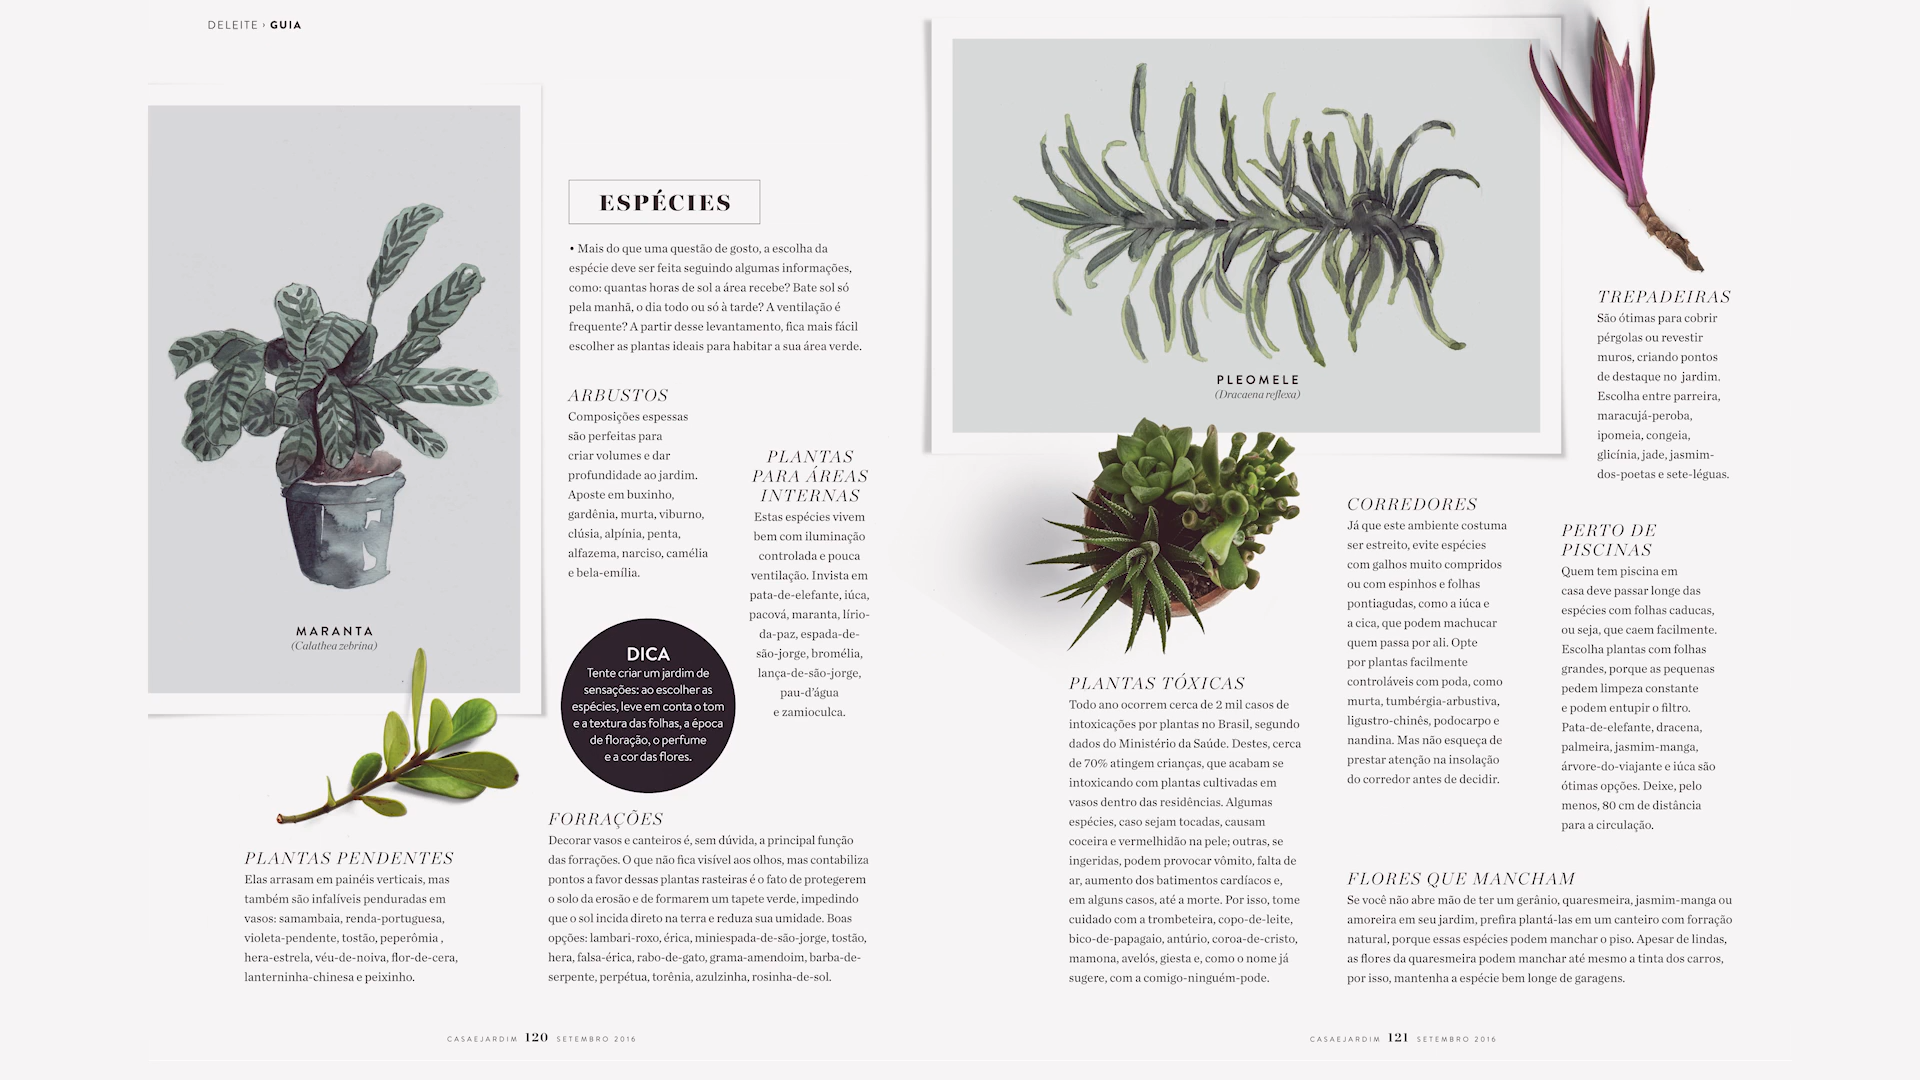 DELEITE › GUIA
MARANTA
(Calathea zebrina)
ESPÉCIES
• Mais do que uma questão de gosto, a escolha da
espécie deve ser feita seguindo algumas informações,
como: quantas horas de sol a área recebe? Bate sol só
pela manhã, o dia todo ou só à tarde? A ventilação é
frequente? A partir desse levantamento, fica mais fácil
escolher as plantas ideais para habitar a sua área verde.
ARBUSTOS
Composições espessas
são perfeitas para
criar volumes e dar
profundidade ao jardim.
Aposte em buxinho,
gardênia, murta, viburno,
clúsia, alpínia, penta,
alfazema, narciso, camélia
e bela-emília.
PLANTAS
PARA ÁREAS
INTERNAS
Estas espécies vivem
bem com iluminação
controlada e pouca
ventilação. Invista em
pata-de-elefante, iúca,
pacová, maranta, lírio-
da-paz, espada-de-
são-jorge, bromélia,
lança-de-são-jorge,
pau-d'água
e zamioculca.
DICA
Tente criar um jardim de
sensações: ao escolher as
espécies, leve em conta o tom
e a textura das folhas, a época
de floração, o perfume
e a cor das flores.
PLANTAS PENDENTES
Elas arrasam em painéis verticais, mas
também são infalíveis penduradas em
vasos: samambaia, renda-portuguesa,
violeta-pendente, tostão, peperômia ,
hera-estrela, véu-de-noiva, flor-de-cera,
lanterninha-chinesa e peixinho.
FORRAÇÕES
Decorar vasos e canteiros é, sem dúvida, a principal função
das forrações. O que não fica visível aos olhos, mas contabiliza
pontos a favor dessas plantas rasteiras é o fato de protegerem
o solo da erosão e de formarem um tapete verde, impedindo
que o sol incida direto na terra e reduza sua umidade. Boas
opções: lambari-roxo, érica, miniespada-de-são-jorge, tostão,
hera, falsa-érica, rabo-de-gato, grama-amendoim, barba-de-
serpente, perpétua, torênia, azulzinha, rosinha-de-sol.
CASAEJARDIM 120 SETEMBRO 2016
PLEOMELE
(Dracaena reflexa)
TREPADEIRAS
São ótimas para cobrir
pérgolas ou revestir
muros, criando pontos
de destaque no jardim.
Escolha entre parreira,
maracujá-peroba,
ipomeia, congeia,
glicínia, jade, jasmim-
dos-poetas e sete-léguas.
PLANTAS TÓXICAS
Todo ano ocorrem cerca de 2 mil casos de
intoxicações por plantas no Brasil, segundo
dados do Ministério da Saúde. Destes, cerca
de 70% atingem crianças, que acabam se
intoxicando com plantas cultivadas em
vasos dentro das residências. Algumas
espécies, caso sejam tocadas, causam
coceira e vermelhidão na pele; outras, se
ingeridas, podem provocar vômito, falta de
ar, aumento dos batimentos cardíacos e,
em alguns casos, até a morte. Por isso, tome
cuidado com a trombeteira, copo-de-leite,
bico-de-papagaio, antúrio, coroa-de-cristo,
mamona, avelós, giesta e, como o nome já
sugere, com a comigo-ninguém-pode.
CORREDORES
Já que este ambiente costuma
ser estreito, evite espécies
com galhos muito compridos
ou com espinhos e folhas
pontiagudas, como a iúca e
a cica, que podem machucar
quem passa por ali. Opte
por plantas facilmente
controláveis com poda, como
murta, tumbérgia-arbustiva,
ligustro-chinês, podocarpo e
nandina. Mas não esqueça de
prestar atenção na insolação
do corredor antes de decidir.
PERTO DE
PISCINAS
Quem tem piscina em
casa deve passar longe das
espécies com folhas caducas,
ou seja, que caem facilmente.
Escolha plantas com folhas
grandes, porque as pequenas
pedem limpeza constante
e podem entupir o filtro.
Pata-de-elefante, dracena,
palmeira, jasmim-manga,
árvore-do-viajante e iúca são
ótimas opções. Deixe, pelo
menos, 80 cm de distância
para a circulação.
FLORES QUE MANCHAM
Se você não abre mão de ter um gerânio, quaresmeira, jasmim-manga ou
amoreira em seu jardim, prefira plantá-las em um canteiro com forração
natural, porque essas espécies podem manchar o piso. Apesar de lindas,
as flores da quaresmeira podem manchar até mesmo a tinta dos carros,
por isso, mantenha a espécie bem longe de garagens.
CASAEJARDIM 121 SETEMBRO 2016